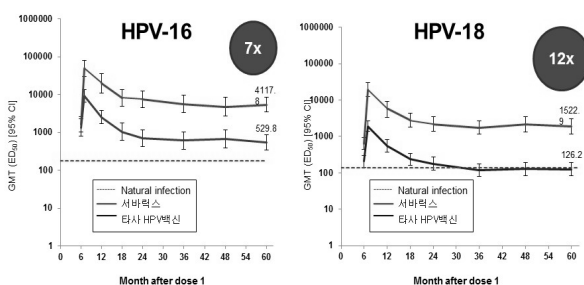 HPV-16
7x
GMT (ED50) [95% CI]
1000000
100000
10000
1000
100
10
1
4117.
8
529.8
Natural infection
서바릭스
타사 HPV백신
0 6 12 18 24 30 36 42 48 54 60
Month after dose 1
HPV-18
12x
GMT (ED50) [95% CI]
1000000
100000
10000
1000
100
10
1
1522.
9
126.2
Natural infection
서바릭스
타사 HPV백신
0 6 12 18 24 30 36 42 48 54 60
Month after dose 1